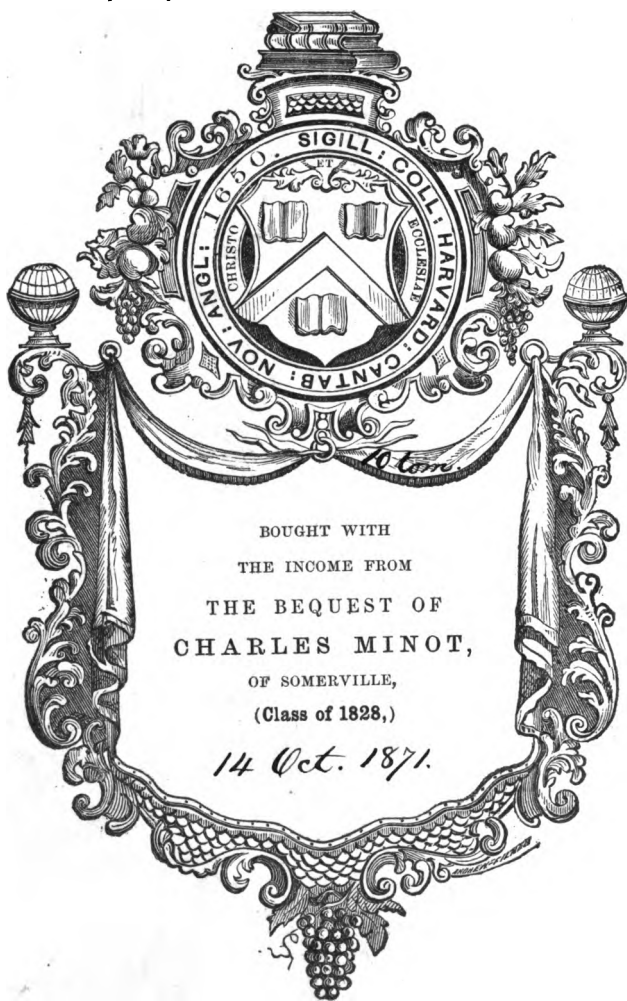 SIGILL: COLL: HARVARD: CANTAB: NOV: ANGL: 1650.
ET
CHRISTO
ECCLESIAE
10 tom.
BOUGHT WITH
THE INCOME FROM
THE BEQUEST OF
CHARLES MINOT,
OF SOMERVILLE,
(Class of 1828,)
14 Oct. 1871.